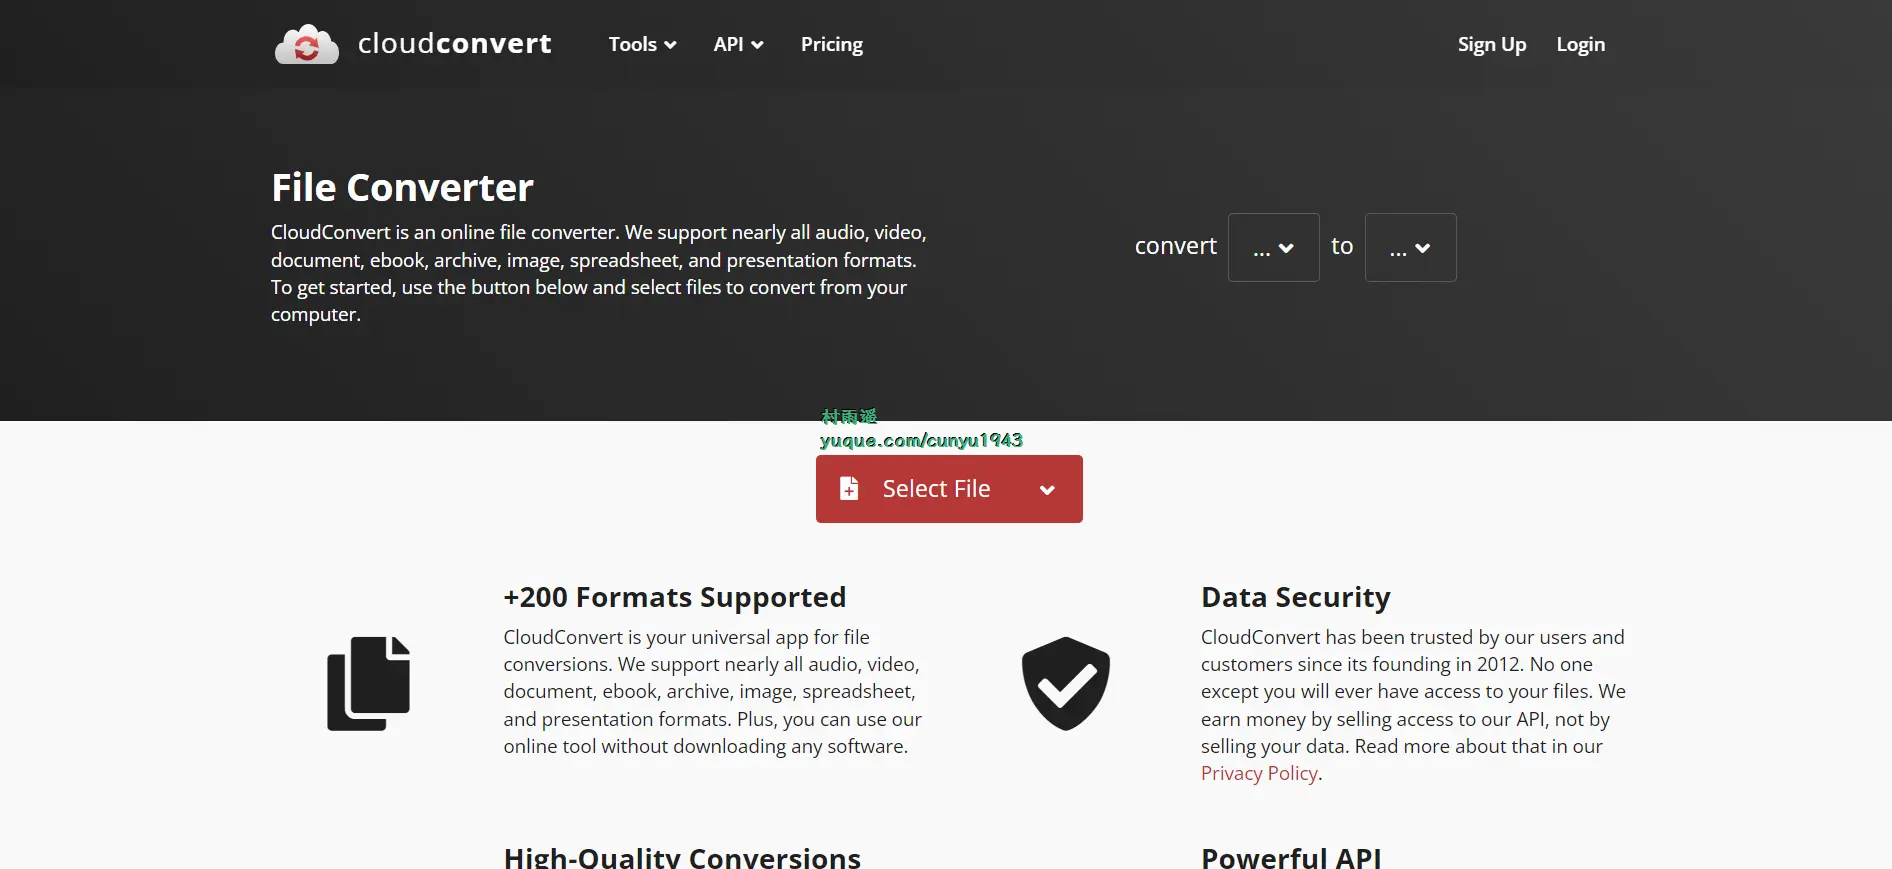 cloudconvert Tools API Pricing Sign Up Login
File Converter
CloudConvert is an online file converter. We support nearly all audio, video,
document, ebook, archive, image, spreadsheet, and presentation formats.
To get started, use the button below and select files to convert from your
computer.
convert ... to ...
村雨遥
yuque.com/cunyu1943
Select File
+200 Formats Supported
CloudConvert is your universal app for file
conversions. We support nearly all audio, video,
document, ebook, archive, image, spreadsheet,
and presentation formats. Plus, you can use our
online tool without downloading any software.
Data Security
CloudConvert has been trusted by our users and
customers since its founding in 2012. No one
except you will ever have access to your files. We
earn money by selling access to our API, not by
selling your data. Read more about that in our
Privacy Policy.
High-Quality Conversions
Powerful API